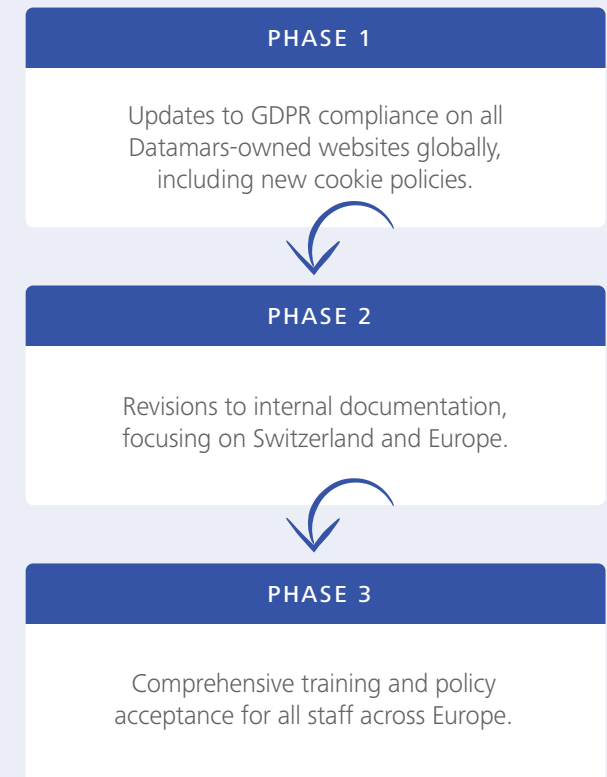 PHASE 1
Updates to GDPR compliance on all
Datamars-owned websites globally,
including new cookie policies.
PHASE 2
Revisions to internal documentation,
focusing on Switzerland and Europe.
PHASE 3
Comprehensive training and policy
acceptance for all staff across Europe.